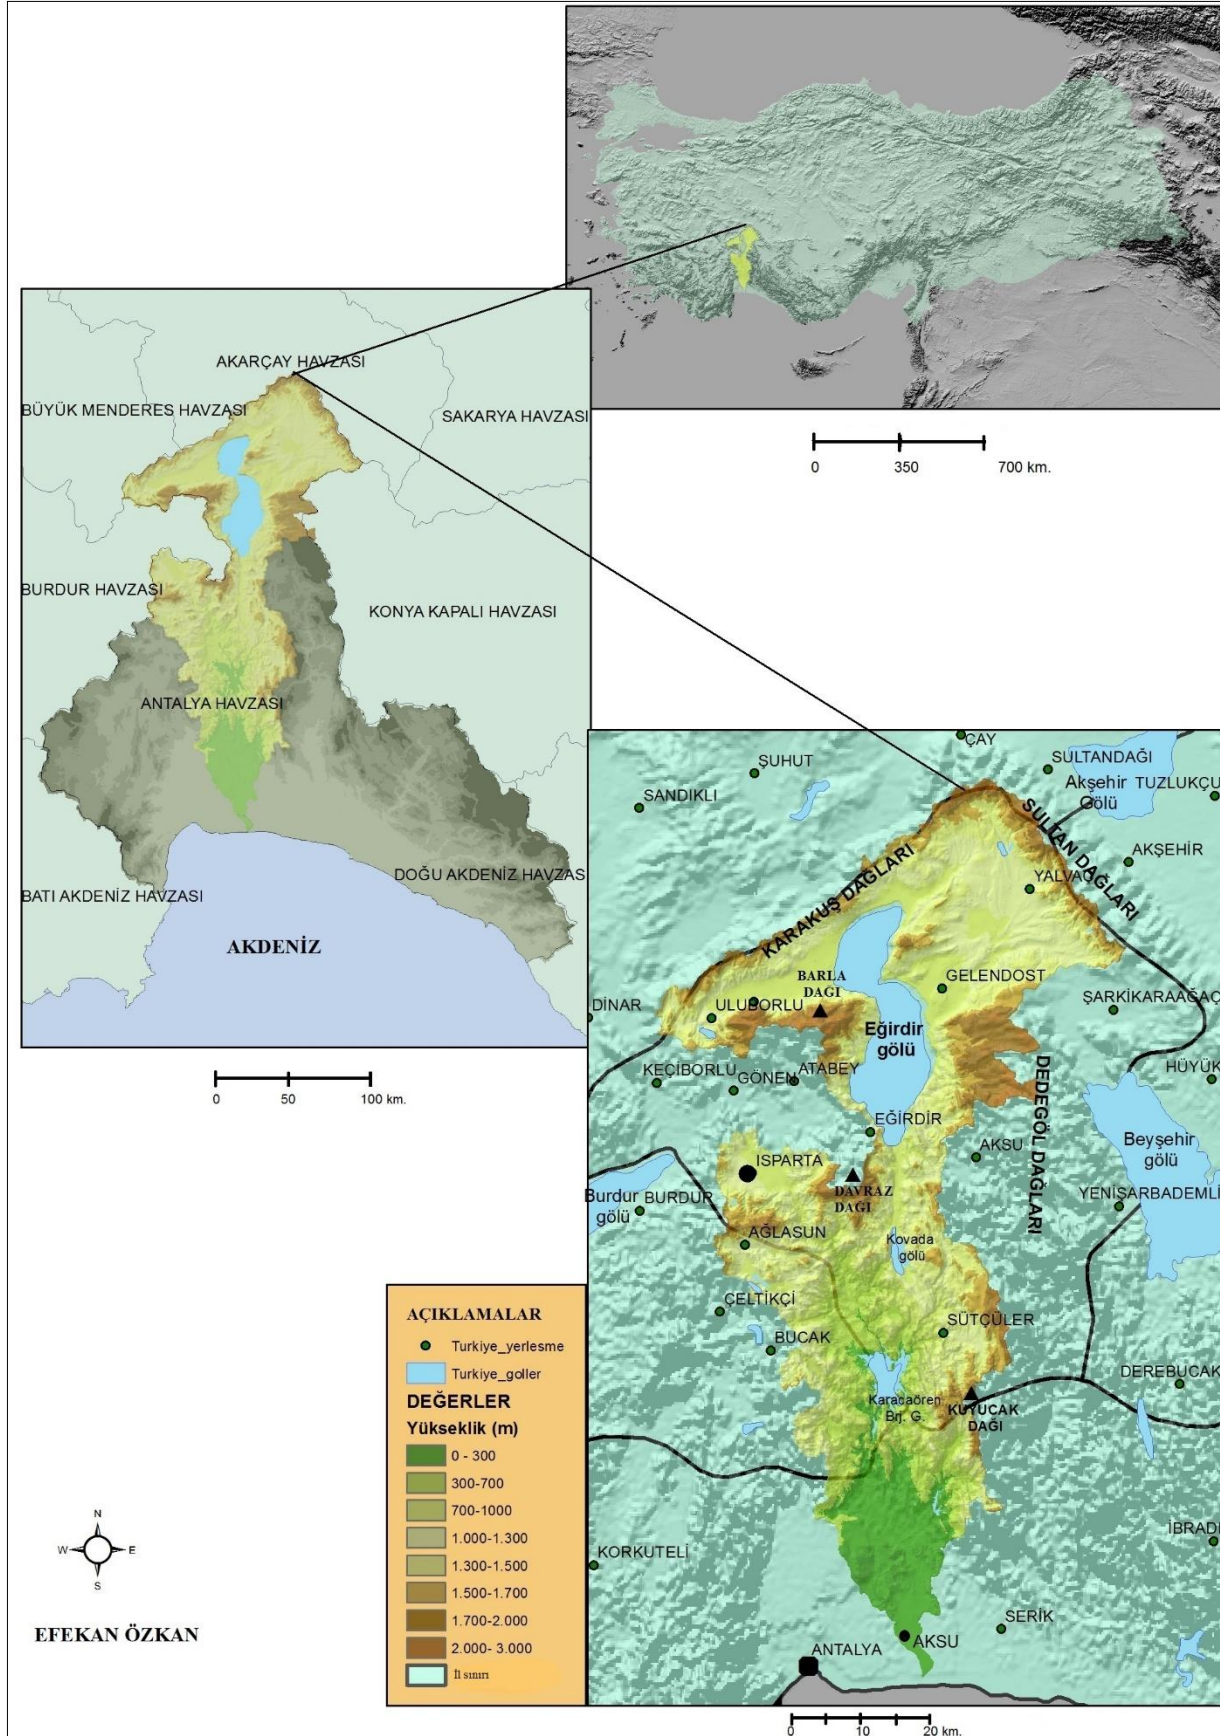 0 350 700 km.
AKARÇAY HAVZASI
BÜYÜK MENDERES HAVZASI
SAKARYA HAVZASI
BURDUR HAVZASI
KONYA KAPALI HAVZASI
ANTALYA HAVZASI
DOĞU AKDENİZ HAVZASI
BATI AKDENİZ HAVZASI
AKDENİZ
0 50 100 km.
ÇAY
ŞUHUT
SULTANDAĞI
Akşehir
Gölü
TUZLUKÇU
SANDIKLI
SULTAN DAĞLARI
KARAKUŞ DAĞLARI
AKŞEHİR
YALVAÇ
GELENDOST
BARLA
DAĞI
DİNAR
ULUBORLU
ŞARKİKARAAĞAÇ
Eğirdir
gölü
KEÇİBORLU
GÖNEN
ATABEY
HÜYÜK
DEDEGÖL DAĞLARI
EĞİRDİR
AKSU
Beyşehir
gölü
ISPARTA
DAVRAZ
DAĞI
Burdur
gölü
BURDUR
YENİŞARBADEMLİ
AĞLASUN
Kovada
gölü
ÇELTİKÇİ
SÜTÇÜLER
BUCAK
DEREBUCAK
Karacaören
Brj. G.
KUYUCAK
DAĞI
İBRADI
KORKUTELİ
SERİK
AKSU
ANTALYA
0 10 20 km.
AÇIKLAMALAR
Turkiye_yerlesme
Turkiye_goller
DEĞERLER
Yükseklik (m)
0 - 300
300-700
700-1000
1.000-1.300
1.300-1.500
1.500-1.700
1.700-2.000
2.000- 3.000
İl sınırı
N
W E
S
EFEKAN ÖZKAN